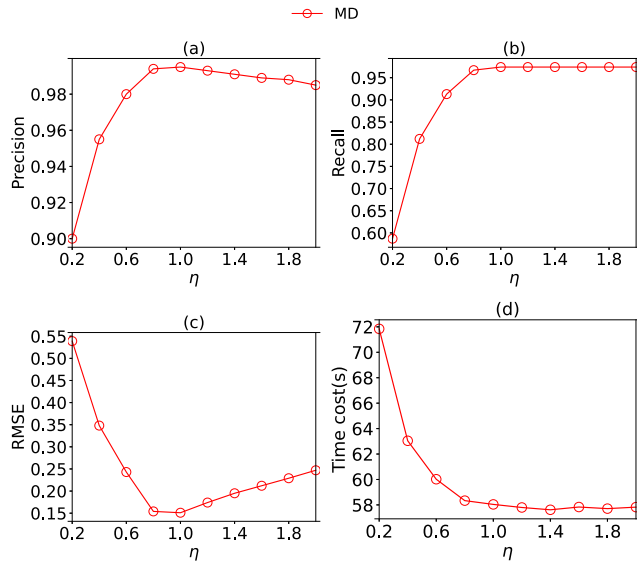 MD
(a)
Precision
0.98
0.96
0.94
0.92
0.90
0.2 0.6 1.0 1.4 1.8
η
(b)
Recall
0.95
0.90
0.85
0.80
0.75
0.70
0.65
0.60
0.2 0.6 1.0 1.4 1.8
η
(c)
RMSE
0.55
0.50
0.45
0.40
0.35
0.30
0.25
0.20
0.15
0.2 0.6 1.0 1.4 1.8
η
(d)
Time cost(s)
72
70
68
66
64
62
60
58
0.2 0.6 1.0 1.4 1.8
η